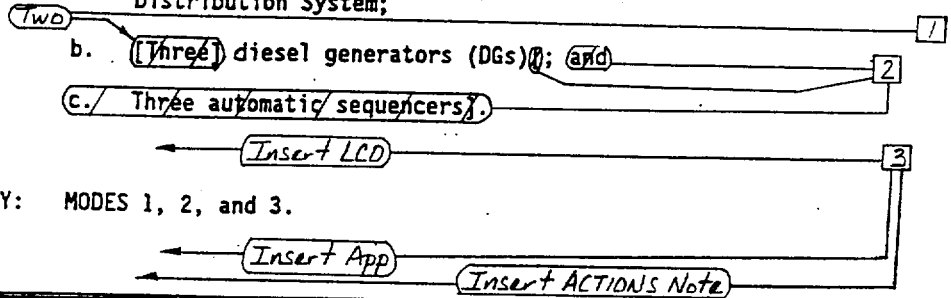 Distribution System;
Two
1
b. [Three] diesel generators (DGs)]; and
2
c. Three automatic sequencers].
Insert LCO
3
Y: MODES 1, 2, and 3.
Insert App
Insert ACTIONS Note